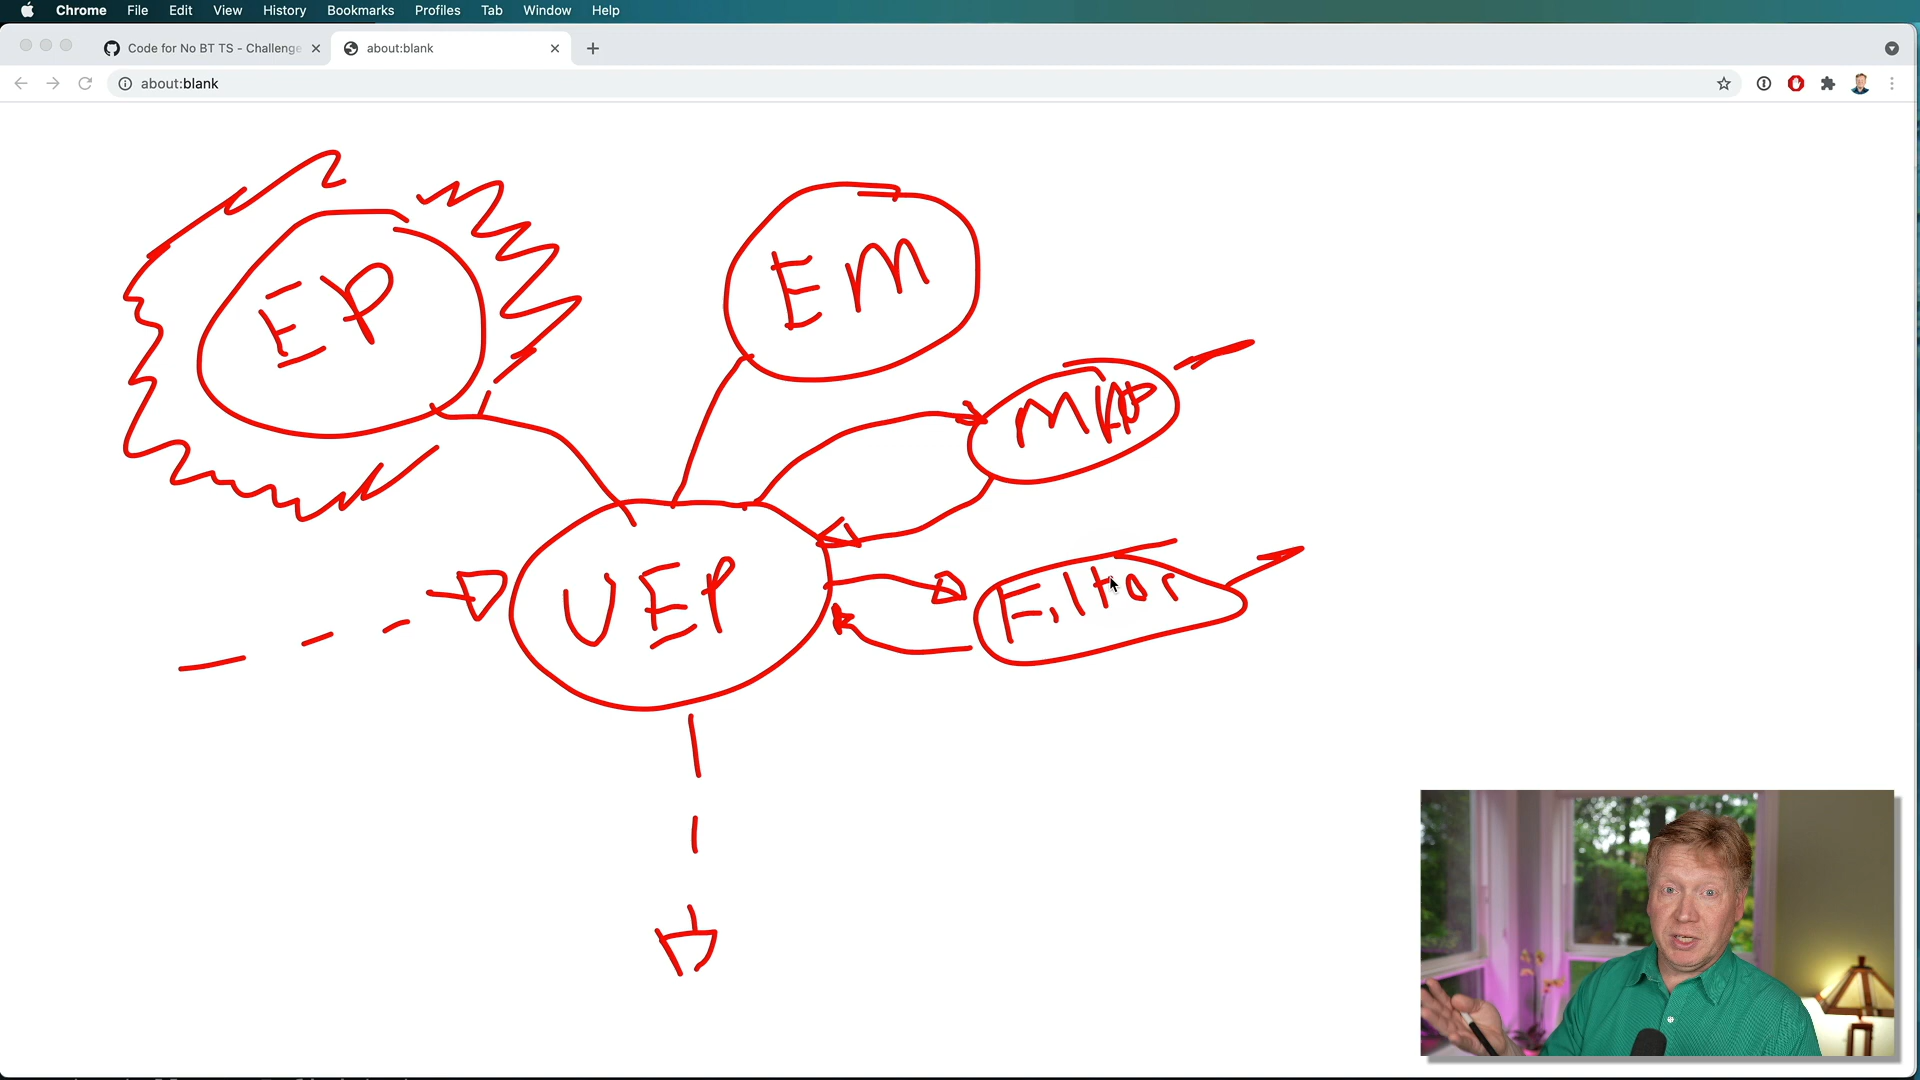 Chrome File Edit View History Bookmarks Profiles Tab Window Help
Code for No BT TS - Challenge
about:blank
about:blank
EP
EM
MAP
UEP
Filter